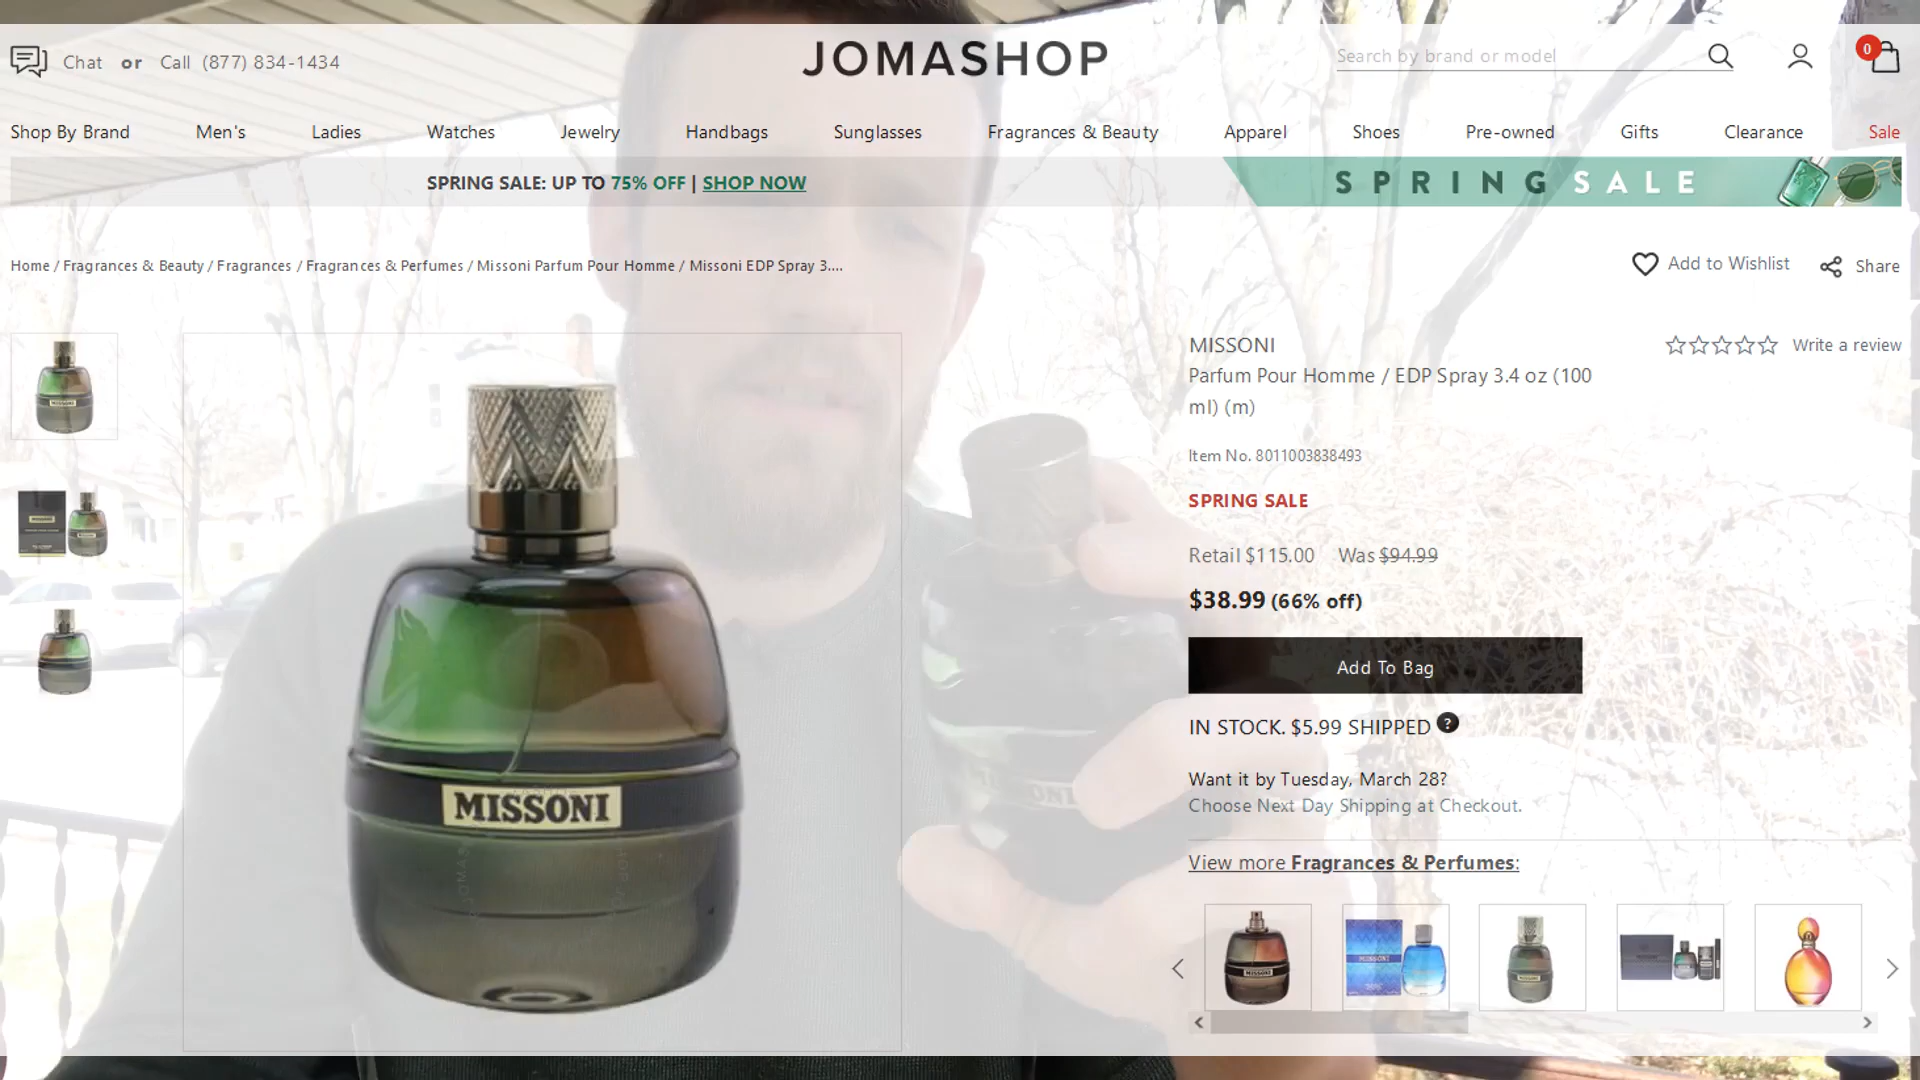 Chat or Call (877) 834-1434
JOMASHOP
Search by brand or model
0
Shop By Brand Men's Ladies Watches Jewelry Handbags Sunglasses Fragrances & Beauty Apparel Shoes Pre-owned Gifts Clearance Sale
SPRING SALE: UP TO 75% OFF | SHOP NOW
SPRING SALE
Home / Fragrances & Beauty / Fragrances / Fragrances & Perfumes / Missoni Parfum Pour Homme / Missoni EDP Spray 3....
Add to Wishlist
Share
MISSONI
Write a review
Parfum Pour Homme / EDP Spray 3.4 oz (100
ml) (m)
Item No. 8011003838493
SPRING SALE
Retail $115.00 Was $94.99
$38.99 (66% off)
Add To Bag
IN STOCK. $5.99 SHIPPED ?
Want it by Tuesday, March 28?
Choose Next Day Shipping at Checkout.
View more Fragrances & Perfumes:
MISSONI